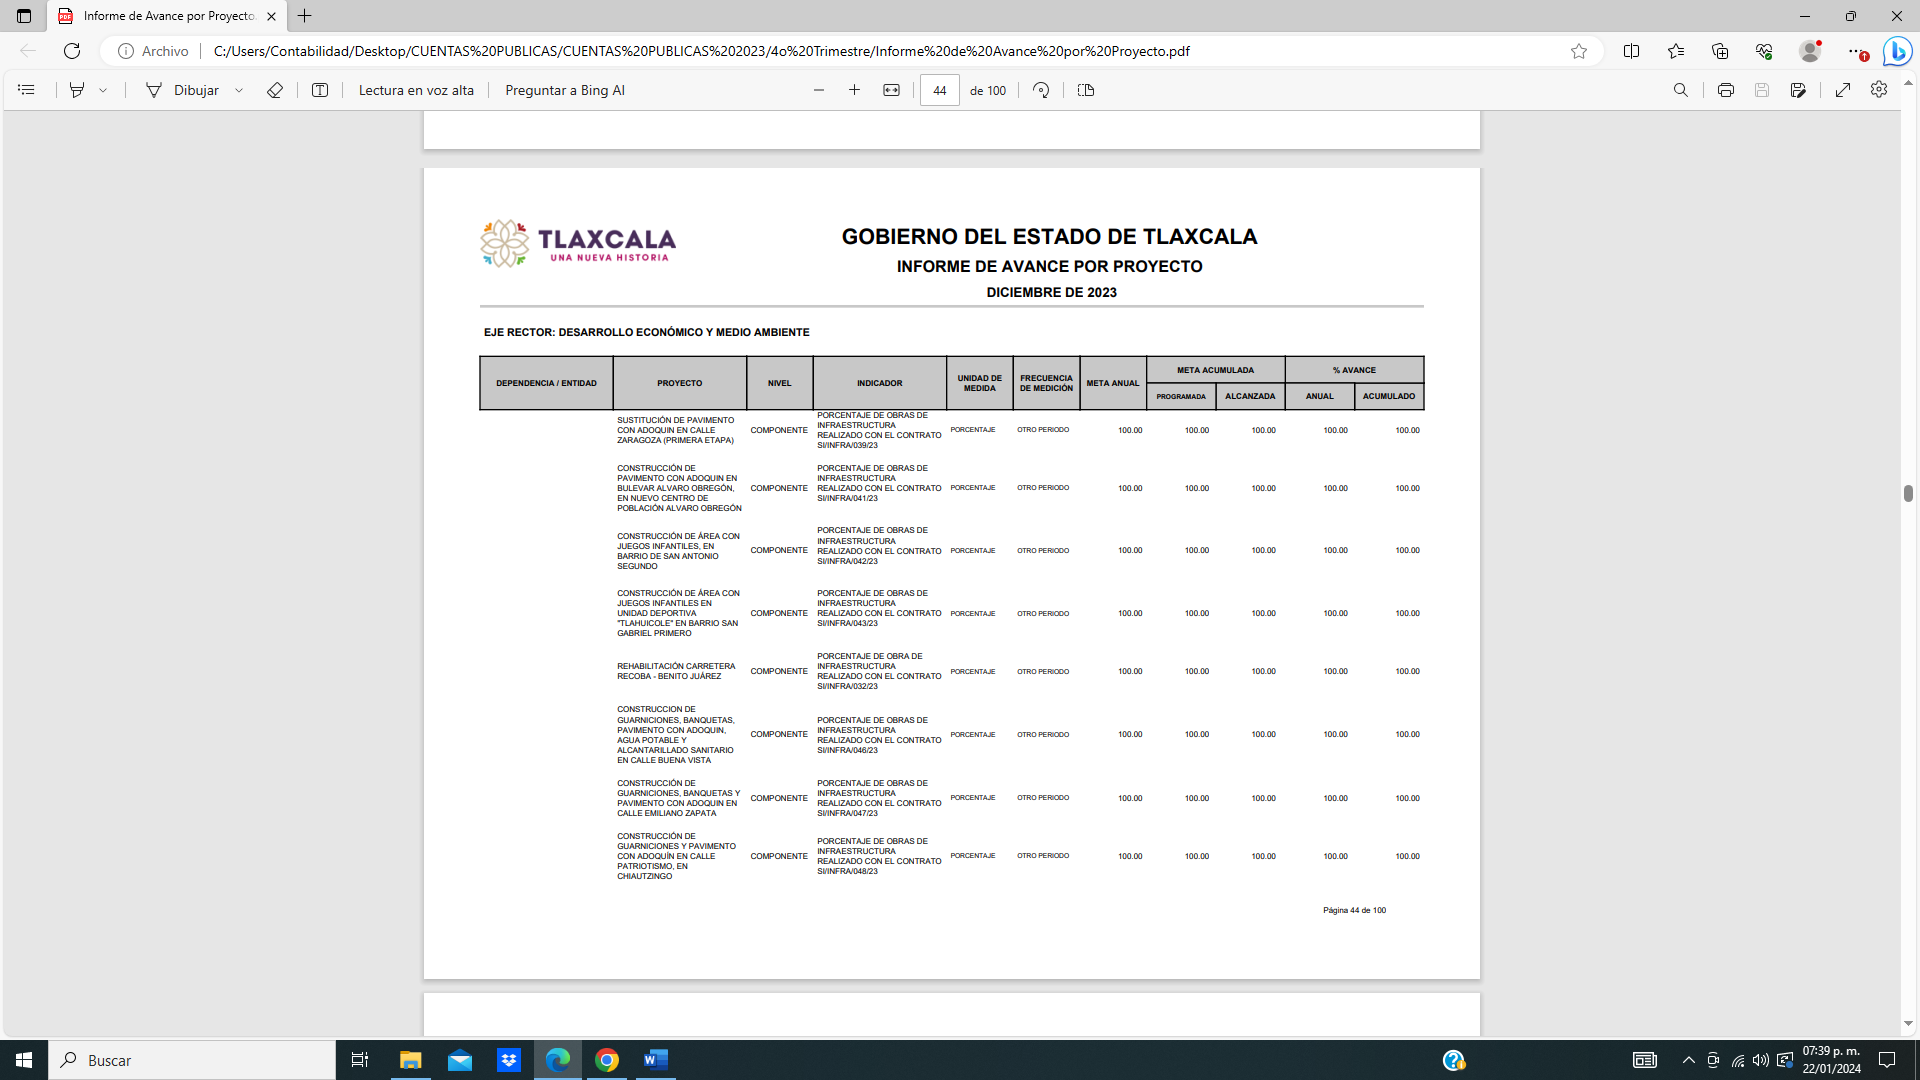 Informe de Avance por Proyecto.
Archivo
C:/Users/Contabilidad/Desktop/CUENTAS%20PUBLICAS/CUENTAS%20PUBLICAS%202023/4o%20Trimestre/Informe%20de%20Avance%20por%20Proyecto.pdf
Dibujar
Lectura en voz alta
Preguntar a Bing AI
44
de 100
TLAXCALA
UNA NUEVA HISTORIA
GOBIERNO DEL ESTADO DE TLAXCALA
INFORME DE AVANCE POR PROYECTO
DICIEMBRE DE 2023
EJE RECTOR: DESARROLLO ECONÓMICO Y MEDIO AMBIENTE
DEPENDENCIA / ENTIDAD
PROYECTO
NIVEL
INDICADOR
UNIDAD DE
MEDIDA
FRECUENCIA
DE MEDICIÓN
META ANUAL
META ACUMULADA
PROGRAMADA
ALCANZADA
% AVANCE
ANUAL
ACUMULADO
SUSTITUCIÓN DE PAVIMENTO
CON ADOQUIN EN CALLE
ZARAGOZA (PRIMERA ETAPA)
COMPONENTE
PORCENTAJE DE OBRAS DE
INFRAESTRUCTURA
REALIZADO CON EL CONTRATO
SI/INFRA/039/23
PORCENTAJE
OTRO PERIODO
100.00
100.00
100.00
100.00
100.00
CONSTRUCCIÓN DE
PAVIMENTO CON ADOQUIN EN
BULEVAR ALVARO OBREGÓN,
EN NUEVO CENTRO DE
POBLACIÓN ALVARO OBREGÓN
COMPONENTE
PORCENTAJE DE OBRAS DE
INFRAESTRUCTURA
REALIZADO CON EL CONTRATO
SI/INFRA/041/23
PORCENTAJE
OTRO PERIODO
100.00
100.00
100.00
100.00
100.00
CONSTRUCCIÓN DE ÁREA CON
JUEGOS INFANTILES, EN
BARRIO DE SAN ANTONIO
SEGUNDO
COMPONENTE
PORCENTAJE DE OBRAS DE
INFRAESTRUCTURA
REALIZADO CON EL CONTRATO
SI/INFRA/042/23
PORCENTAJE
OTRO PERIODO
100.00
100.00
100.00
100.00
100.00
CONSTRUCCIÓN DE ÁREA CON
JUEGOS INFANTILES EN
UNIDAD DEPORTIVA
"TLAHUICOLE" EN BARRIO SAN
GABRIEL PRIMERO
COMPONENTE
PORCENTAJE DE OBRAS DE
INFRAESTRUCTURA
REALIZADO CON EL CONTRATO
SI/INFRA/043/23
PORCENTAJE
OTRO PERIODO
100.00
100.00
100.00
100.00
100.00
REHABILITACIÓN CARRETERA
RECOBA - BENITO JUÁREZ
COMPONENTE
PORCENTAJE DE OBRA DE
INFRAESTRUCTURA
REALIZADO CON EL CONTRATO
SI/INFRA/032/23
PORCENTAJE
OTRO PERIODO
100.00
100.00
100.00
100.00
100.00
CONSTRUCCION DE
GUARNICIONES, BANQUETAS,
PAVIMENTO CON ADOQUIN,
AGUA POTABLE Y
ALCANTARILLADO SANITARIO
EN CALLE BUENA VISTA
COMPONENTE
PORCENTAJE DE OBRAS DE
INFRAESTRUCTURA
REALIZADO CON EL CONTRATO
SI/INFRA/046/23
PORCENTAJE
OTRO PERIODO
100.00
100.00
100.00
100.00
100.00
CONSTRUCCIÓN DE
GUARNICIONES, BANQUETAS Y
PAVIMENTO CON ADOQUIN EN
CALLE EMILIANO ZAPATA
COMPONENTE
PORCENTAJE DE OBRAS DE
INFRAESTRUCTURA
REALIZADO CON EL CONTRATO
SI/INFRA/047/23
PORCENTAJE
OTRO PERIODO
100.00
100.00
100.00
100.00
100.00
CONSTRUCCIÓN DE
GUARNICIONES Y PAVIMENTO
CON ADOQUÍN EN CALLE
PATRIOTISMO, EN
CHIAUTZINGO
COMPONENTE
PORCENTAJE DE OBRAS DE
INFRAESTRUCTURA
REALIZADO CON EL CONTRATO
SI/INFRA/048/23
PORCENTAJE
OTRO PERIODO
100.00
100.00
100.00
100.00
100.00
Página 44 de 100
Buscar
07:39 p. m.
22/01/2024